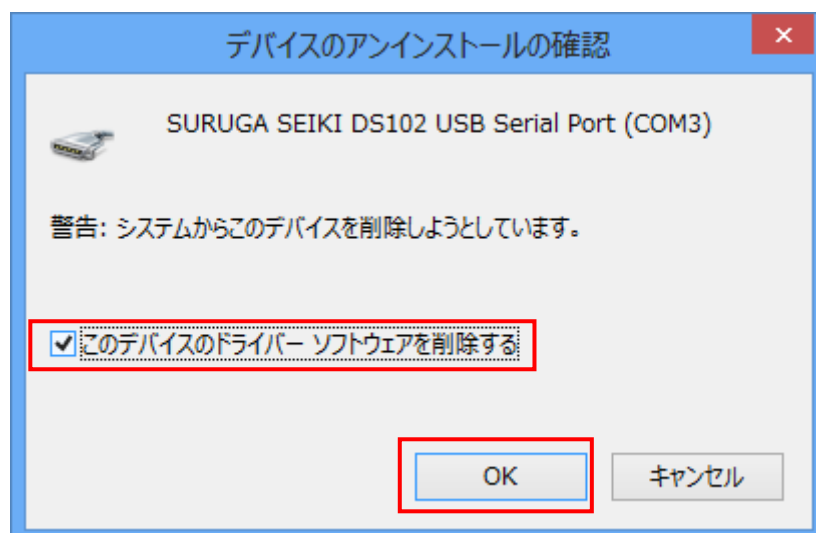 デバイスのアンインストールの確認
SURUGA SEIKI DS102 USB Serial Port (COM3)
警告: システムからこのデバイスを削除しようとしています。
このデバイスのドライバー ソフトウェアを削除する
OK
キャンセル